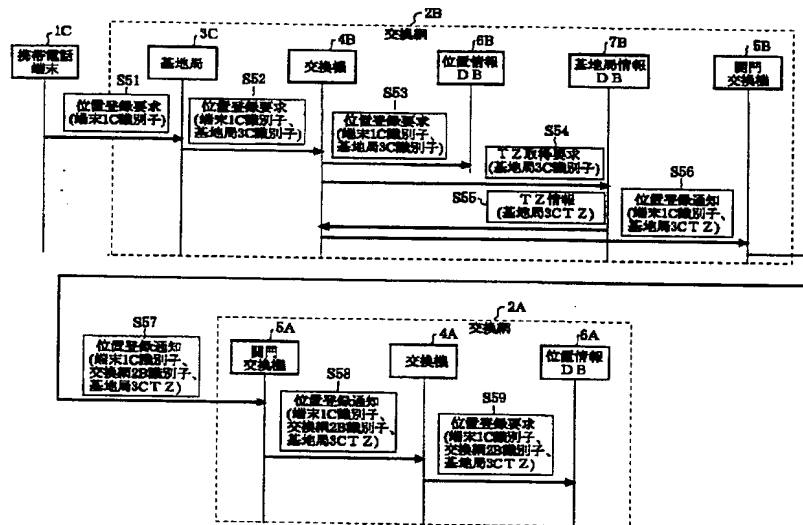 2B
交換網
1C
携帯電話
端末
3C
基地局
4B
交換機
6B
位置情報
DB
7B
基地局情報
DB
5B
関門
交換機
S51
位置登録要求
(端末1C識別子)
S52
位置登録要求
(端末1C識別子、
基地局3C識別子)
S53
位置登録要求
(端末1C識別子、
基地局3C識別子)
S54
TZ取得要求
(基地局3C識別子)
S55
TZ情報
(基地局3CTZ)
S56
位置登録通知
(端末1C識別子、
基地局3CTZ)
2A
交換網
S57
位置登録通知
(端末1C識別子、
交換網2B識別子、
基地局3CTZ)
5A
関門
交換機
4A
交換機
6A
位置情報
DB
S58
位置登録通知
(端末1C識別子、
交換網2B識別子、
基地局3CTZ)
S59
位置登録要求
(端末1C識別子、
交換網2B識別子、
基地局3CTZ)